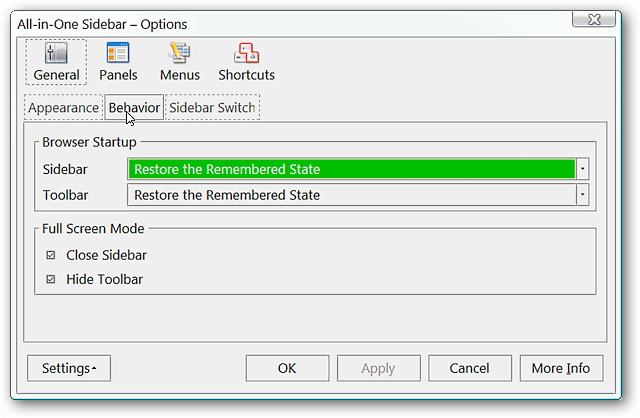 All-in-One Sidebar – Options
General Panels Menus Shortcuts
Appearance Behavior Sidebar Switch
Browser Startup
Sidebar Restore the Remembered State
Toolbar Restore the Remembered State
Full Screen Mode
Close Sidebar
Hide Toolbar
Settings OK Apply Cancel More Info